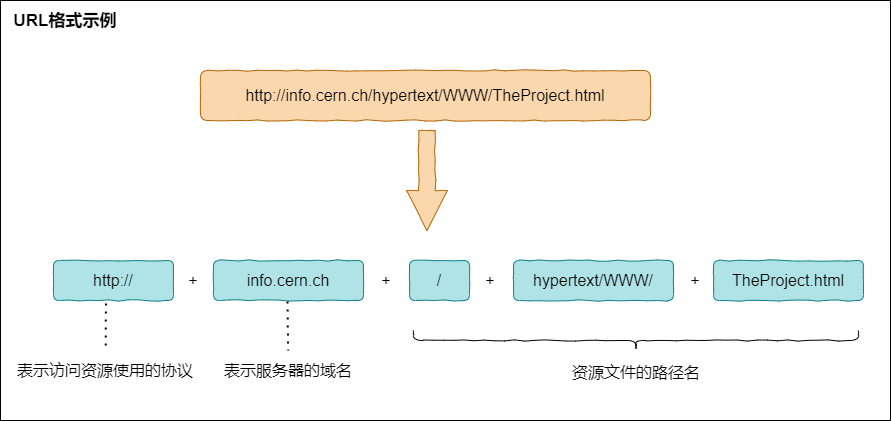 URL格式示例
http://info.cern.ch/hypertext/WWW/TheProject.html
http:// + info.cern.ch + / + hypertext/WWW/ + TheProject.html
表示访问资源使用的协议 表示服务器的域名 资源文件的路径名